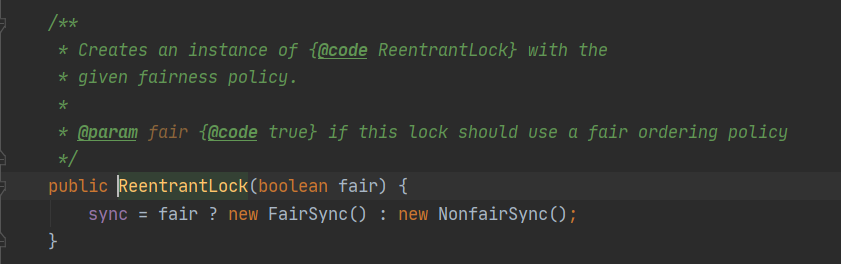 /**
 * Creates an instance of {@code ReentrantLock} with the
 * given fairness policy.
 *
 * @param fair {@code true} if this lock should use a fair ordering policy
 */
public ReentrantLock(boolean fair) {
    sync = fair ? new FairSync() : new NonfairSync();
}